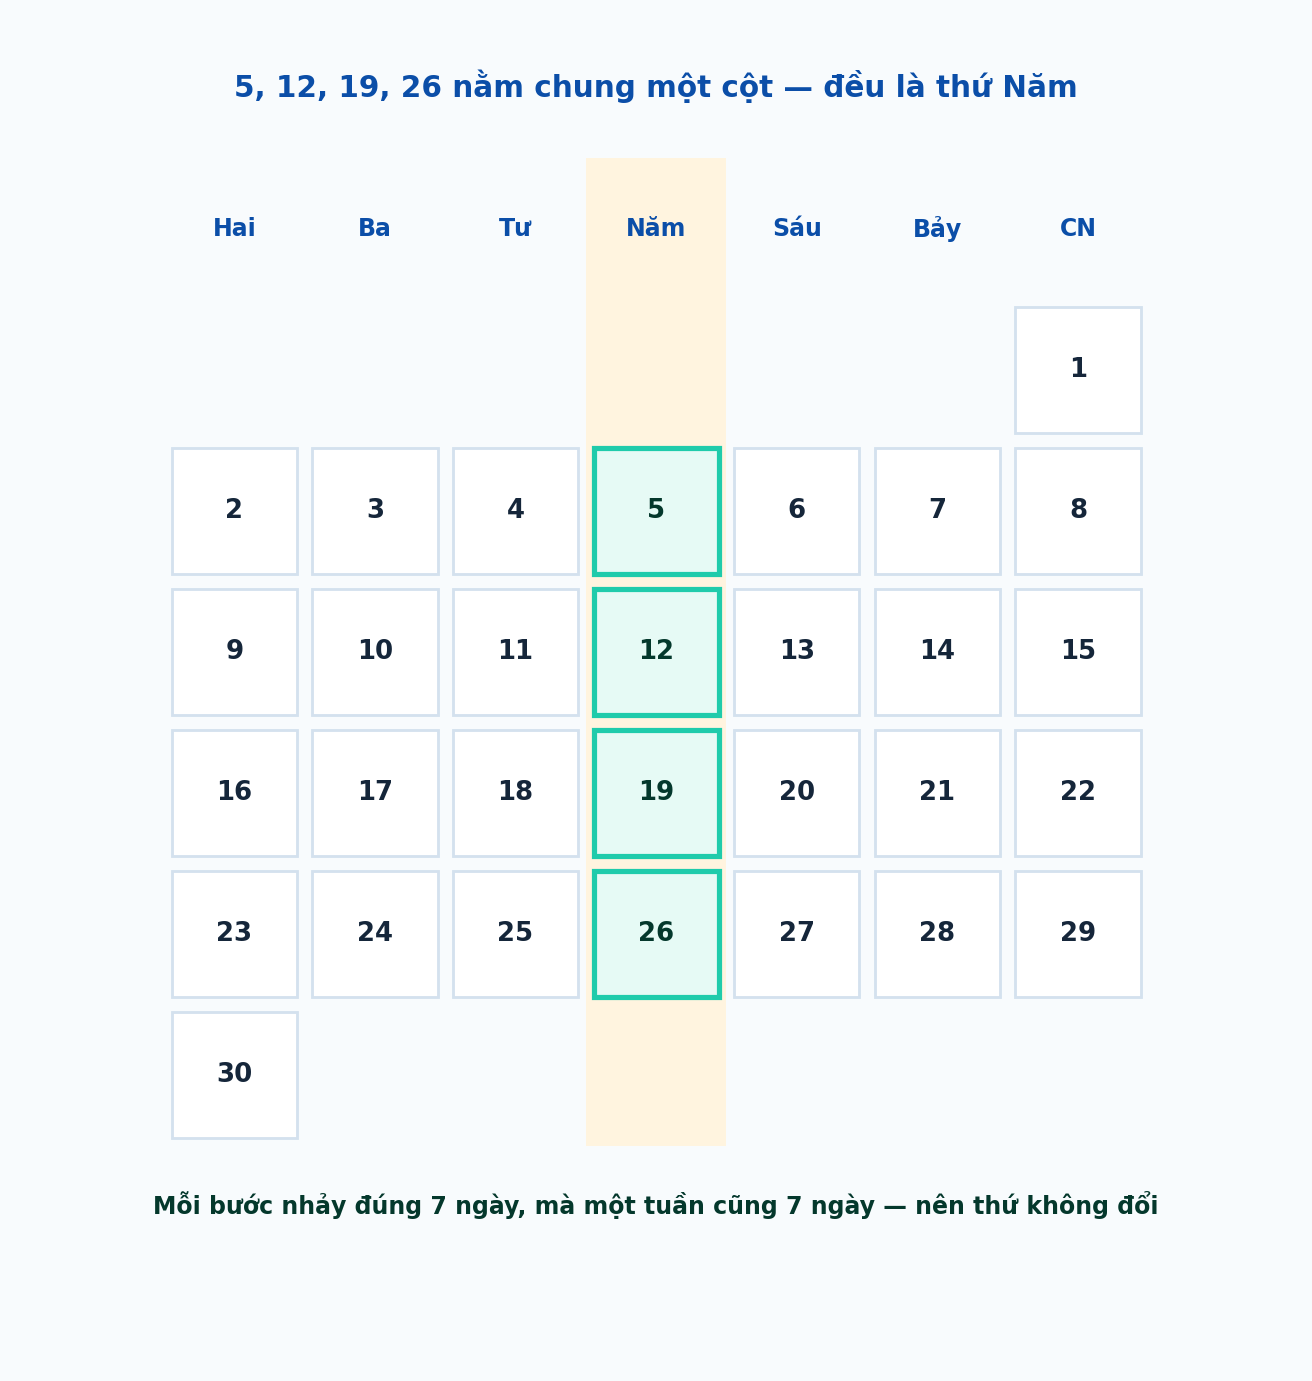 5, 12, 19, 26 nằm chung một cột — đều là thứ Năm
Hai Ba Tư Năm Sáu Bảy CN
1
2 3 4 5 6 7 8
9 10 11 12 13 14 15
16 17 18 19 20 21 22
23 24 25 26 27 28 29
30
Mỗi bước nhảy đúng 7 ngày, mà một tuần cũng 7 ngày — nên thứ không đổi